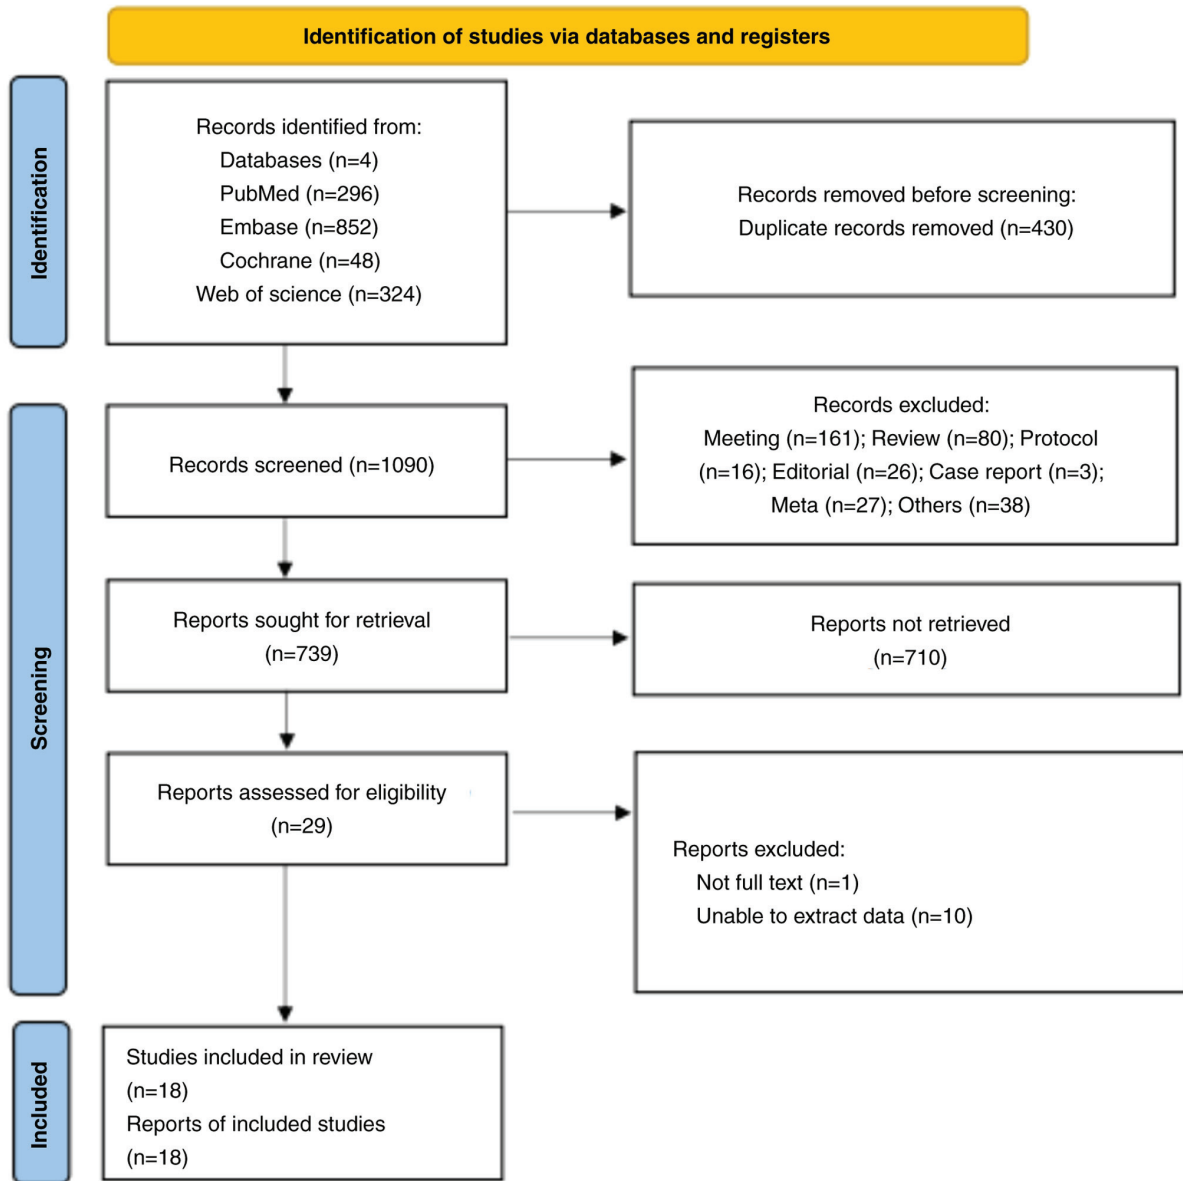 Identification of studies via databases and registers
Identification
Records identified from:
Databases (n=4)
PubMed (n=296)
Embase (n=852)
Cochrane (n=48)
Web of science (n=324)
Records removed before screening:
Duplicate records removed (n=430)
Screening
Records screened (n=1090)
Records excluded:
Meeting (n=161); Review (n=80); Protocol
(n=16); Editorial (n=26); Case report (n=3);
Meta (n=27); Others (n=38)
Reports sought for retrieval
(n=739)
Reports not retrieved
(n=710)
Reports assessed for eligibility
(n=29)
Reports excluded:
Not full text (n=1)
Unable to extract data (n=10)
Included
Studies included in review
(n=18)
Reports of included studies
(n=18)